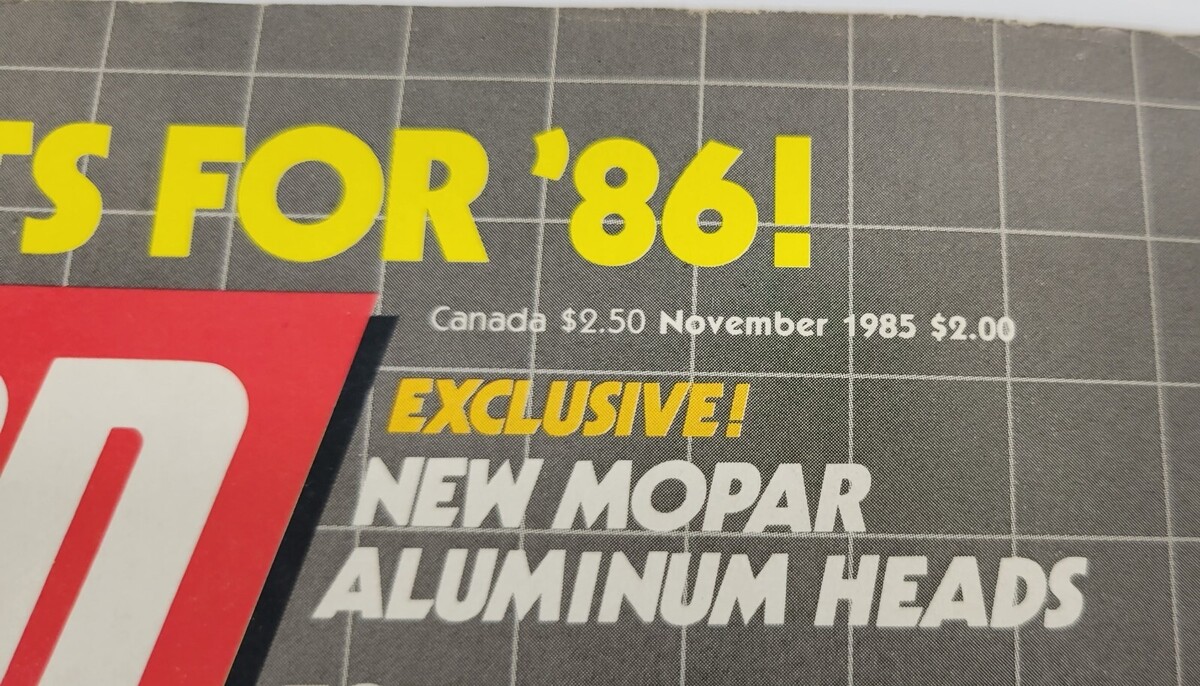 TS FOR '86!
Canada $2.50 November 1985 $2.00
EXCLUSIVE!
NEW MOPAR
ALUMINUM HEADS